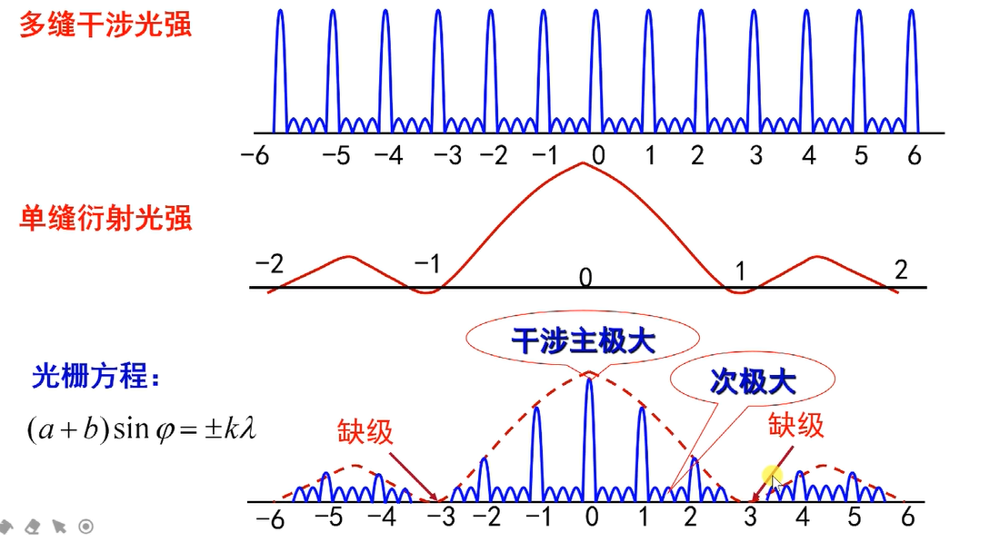 多缝干涉光强
-6 -5 -4 -3 -2 -1 0 1 2 3 4 5 6
单缝衍射光强
-2 -1 0 1 2
干涉主极大
次极大
光栅方程：
(a+b)sin φ = ±kλ
缺级
缺级
-6 -5 -4 -3 -2 -1 0 1 2 3 4 5 6